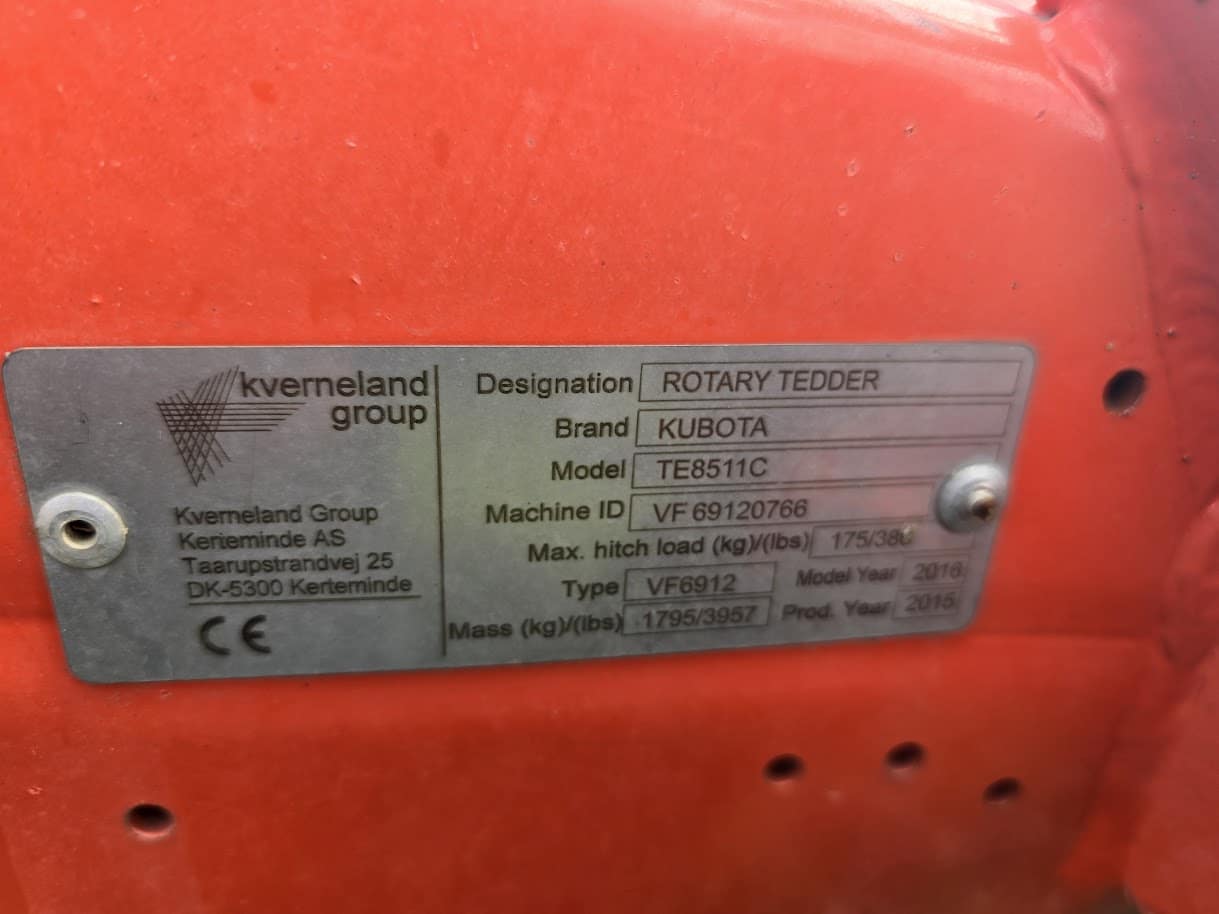 kverneland
group
Kverneland Group
Kerteminde AS
Taarupstrandvej 25
DK-5300 Kerteminde
CE
Designation ROTARY TEDDER
Brand KUBOTA
Model TE8511C
Machine ID VF 69120766
Max. hitch load (kg)/(lbs) 175/386
Type VF6912 Model Year 2016
Mass (kg)/(lbs) 1795/3957 Prod. Year 2015